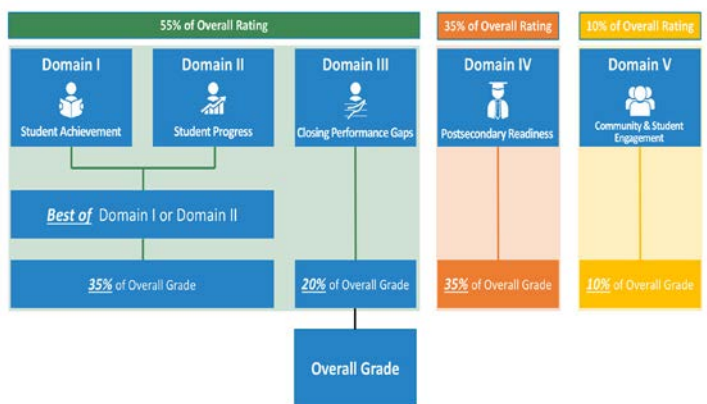 55% of Overall Rating
35% of Overall Rating
10% of Overall Rating
Domain I
Student Achievement
Domain II
Student Progress
Domain III
Closing Performance Gaps
Domain IV
Postsecondary Readiness
Domain V
Community & Student
Engagement
Best of Domain I or Domain II
35% of Overall Grade
20% of Overall Grade
35% of Overall Grade
10% of Overall Grade
Overall Grade